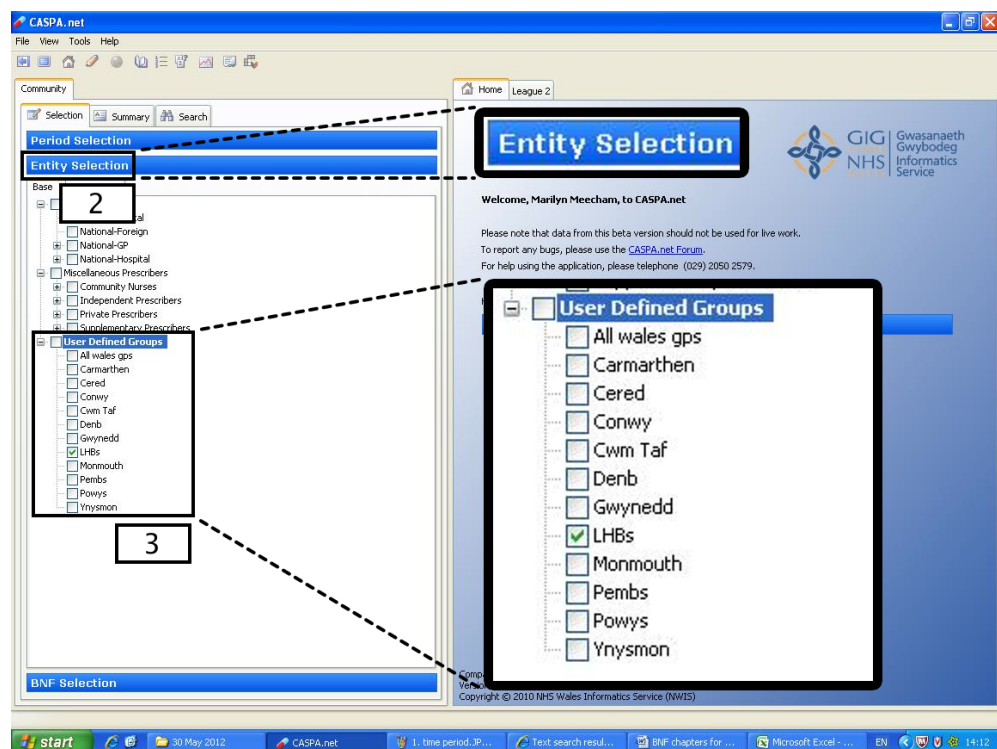 CASPA.net
File View Tools Help
Community
Home League 2
Selection Summary Search
Period Selection
Entity Selection
Base
2
National-Foreign
National-GP
National-Hospital
Miscellaneous Prescribers
Community Nurses
Independent Prescribers
Private Prescribers
Supplementary Prescribers
User Defined Groups
All wales gps
Carmarthen
Cered
Conwy
Cwm Taf
Denb
Gwynedd
LHBs
Monmouth
Pembs
Powys
Ynysmon
3
BNF Selection
Entity Selection
GIG Gwasanaeth
Gwybodeg
NHS Informatics
Service
Welcome, Marilyn Meecham, to CASPA.net
Please note that data from this beta version should not be used for live work.
To report any bugs, please use the CASPA.net Forum.
For help using the application, please telephone (029) 2050 2579.
User Defined Groups
All wales gps
Carmarthen
Cered
Conwy
Cwm Taf
Denb
Gwynedd
LHBs
Monmouth
Pembs
Powys
Ynysmon
Copyright © 2010 NHS Wales Informatics Service (NWIS)
start 30 May 2012 CASPA.net 1. time period.JP... Text search resul... BNF chapters for ... Microsoft Excel - ... EN 14:12